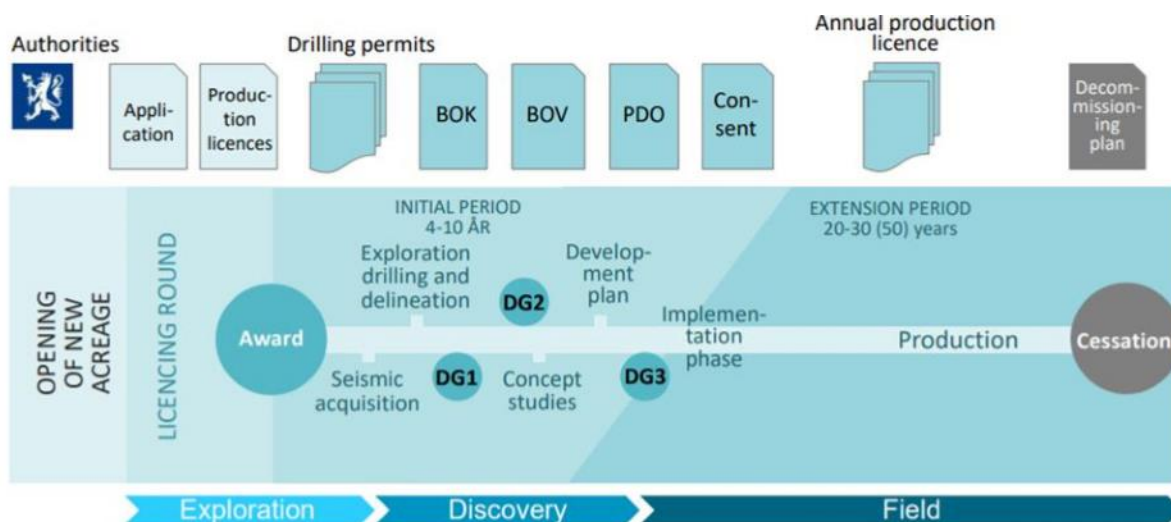 Authorities
Drilling permits
Annual production
licence
Appli-
cation
Produc-
tion
licences
BOK
BOV
PDO
Con-
sent
Decom-
mission-
ing
plan
OPENING
OF NEW
ACREAGE
LICENCING ROUND
INITIAL PERIOD
4-10 ÅR
EXTENSION PERIOD
20-30 (50) years
Exploration
drilling and
delineation
DG2
Develop-
ment
plan
Implemen-
tation
phase
Award
Production
Cessation
Seismic
acquisition
DG1
Concept
studies
DG3
Exploration
Discovery
Field